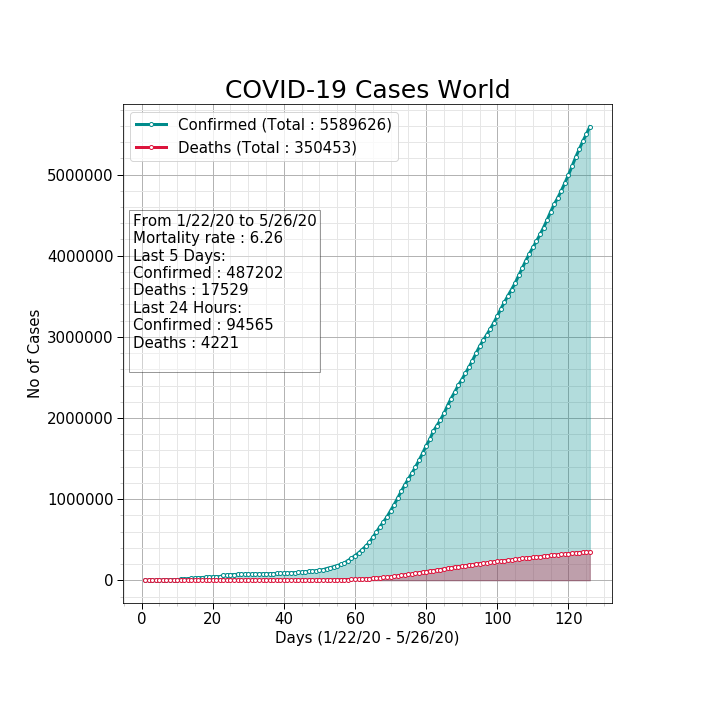 COVID-19 Cases World
Confirmed (Total : 5589626)
Deaths (Total : 350453)
From 1/22/20 to 5/26/20
Mortality rate : 6.26
Last 5 Days:
Confirmed : 487202
Deaths : 17529
Last 24 Hours:
Confirmed : 94565
Deaths : 4221
No of Cases
5000000
4000000
3000000
2000000
1000000
0
0 20 40 60 80 100 120
Days (1/22/20 - 5/26/20)